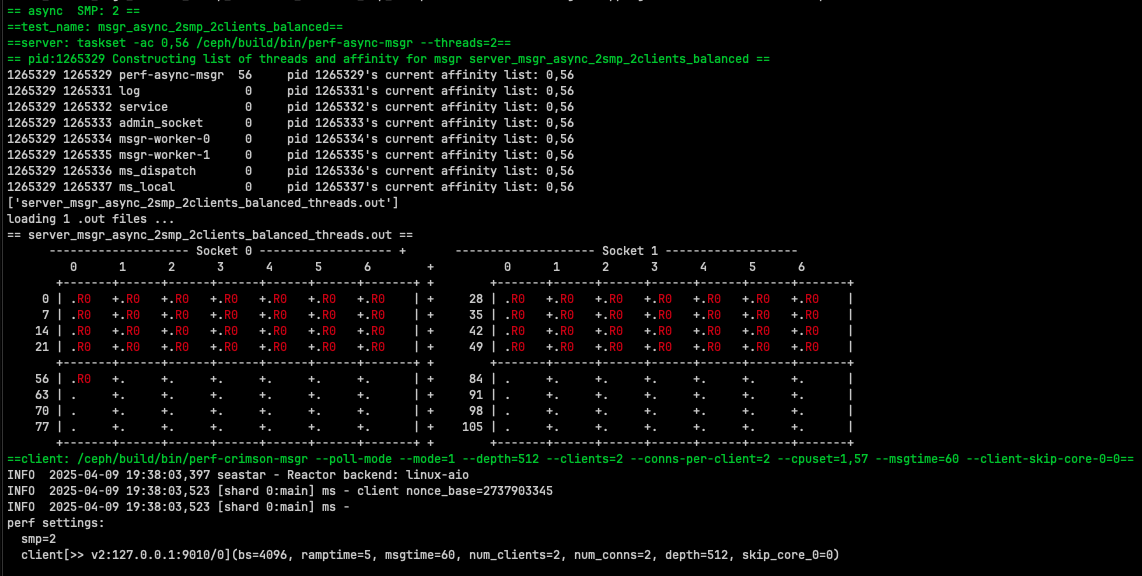 == async  SMP: 2 ==
==test_name: msgr_async_2smp_2clients_balanced==
==server: taskset -ac 0,56 /ceph/build/bin/perf-async-msgr --threads=2==
== pid:1265329 Constructing list of threads and affinity for msgr server_msgr_async_2smp_2clients_balanced ==
1265329 1265329 perf-async-msgr  56     pid 1265329's current affinity list: 0,56
1265329 1265331 log               0     pid 1265331's current affinity list: 0,56
1265329 1265332 service           0     pid 1265332's current affinity list: 0,56
1265329 1265333 admin_socket      0     pid 1265333's current affinity list: 0,56
1265329 1265334 msgr-worker-0     0     pid 1265334's current affinity list: 0,56
1265329 1265335 msgr-worker-1     0     pid 1265335's current affinity list: 0,56
1265329 1265336 ms_dispatch       0     pid 1265336's current affinity list: 0,56
1265329 1265337 ms_local          0     pid 1265337's current affinity list: 0,56
['server_msgr_async_2smp_2clients_balanced_threads.out']
loading 1 .out files ...
== server_msgr_async_2smp_2clients_balanced_threads.out ==
      -------------------- Socket 0 ------------------- +       -------------------- Socket 1 -------------------
         0      1      2      3      4      5      6        +          0      1      2      3      4      5      6
       +-------+------+------+------+------+------+-------+ +        +-------+------+------+------+------+------+-------+
     0 | .R0   +.R0   +.R0   +.R0   +.R0   +.R0   +.R0    | +     28 | .R0   +.R0   +.R0   +.R0   +.R0   +.R0   +.R0    |
     7 | .R0   +.R0   +.R0   +.R0   +.R0   +.R0   +.R0    | +     35 | .R0   +.R0   +.R0   +.R0   +.R0   +.R0   +.R0    |
    14 | .R0   +.R0   +.R0   +.R0   +.R0   +.R0   +.R0    | +     42 | .R0   +.R0   +.R0   +.R0   +.R0   +.R0   +.R0    |
    21 | .R0   +.R0   +.R0   +.R0   +.R0   +.R0   +.R0    | +     49 | .R0   +.R0   +.R0   +.R0   +.R0   +.R0   +.R0    |
       +-------+------+------+------+------+------+-------+ +        +-------+------+------+------+------+------+-------+
    56 | .R0   +.     +.     +.     +.     +.     +.      | +     84 | .     +.     +.     +.     +.     +.     +.      |
    63 | .     +.     +.     +.     +.     +.     +.      | +     91 | .     +.     +.     +.     +.     +.     +.      |
    70 | .     +.     +.     +.     +.     +.     +.      | +     98 | .     +.     +.     +.     +.     +.     +.      |
    77 | .     +.     +.     +.     +.     +.     +.      | +    105 | .     +.     +.     +.     +.     +.     +.      |
       +-------+------+------+------+------+------+-------+ +        +-------+------+------+------+------+------+-------+
==client: /ceph/build/bin/perf-crimson-msgr --poll-mode --mode=1 --depth=512 --clients=2 --conns-per-client=2 --cpuset=1,57 --msgtime=60 --client-skip-core-0=0==
INFO  2025-04-09 19:38:03,397 seastar - Reactor backend: linux-aio
INFO  2025-04-09 19:38:03,523 [shard 0:main] ms - client nonce_base=2737903345
INFO  2025-04-09 19:38:03,523 [shard 0:main] ms -
perf settings:
  smp=2
  client[>> v2:127.0.0.1:9010/0](bs=4096, ramptime=5, msgtime=60, num_clients=2, num_conns=2, depth=512, skip_core_0=0)